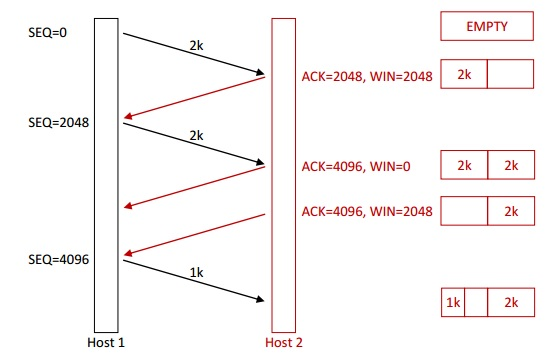 EMPTY
SEQ=0
2k
ACK=2048, WIN=2048
2k
SEQ=2048
2k
ACK=4096, WIN=0
2k 2k
ACK=4096, WIN=2048
2k
SEQ=4096
1k
1k 2k
Host 1
Host 2